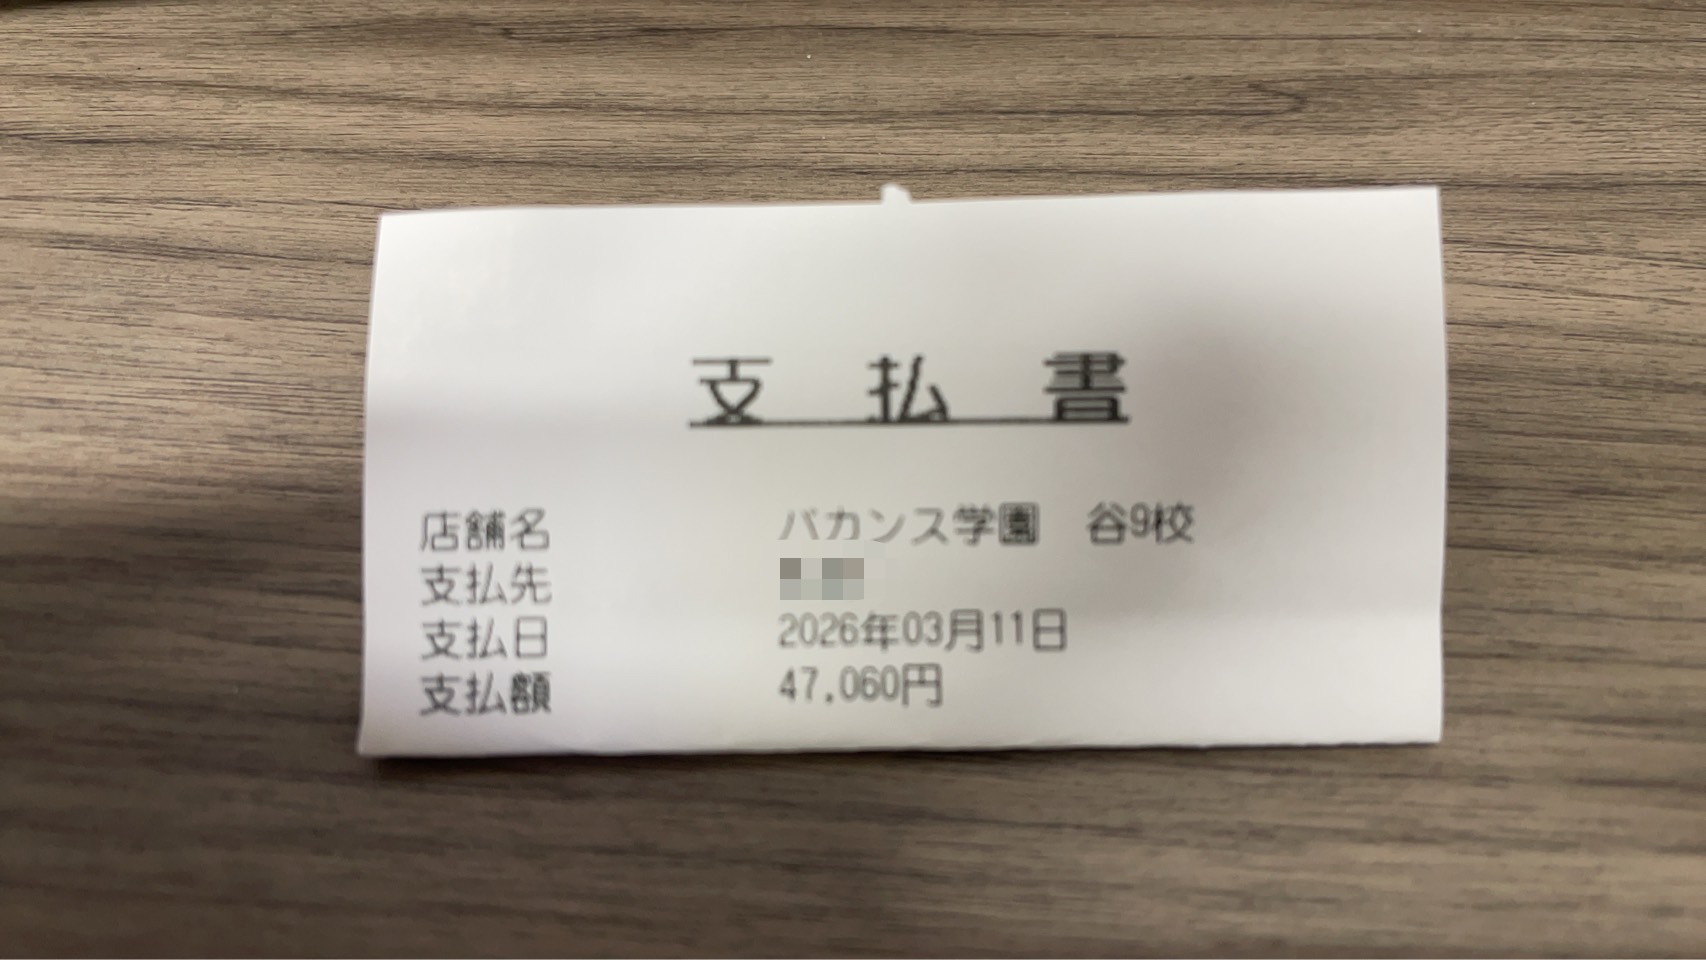 支払書
店舗名 バカンス学園 谷9校
支払先
支払日 2026年03月11日
支払額 47,060円